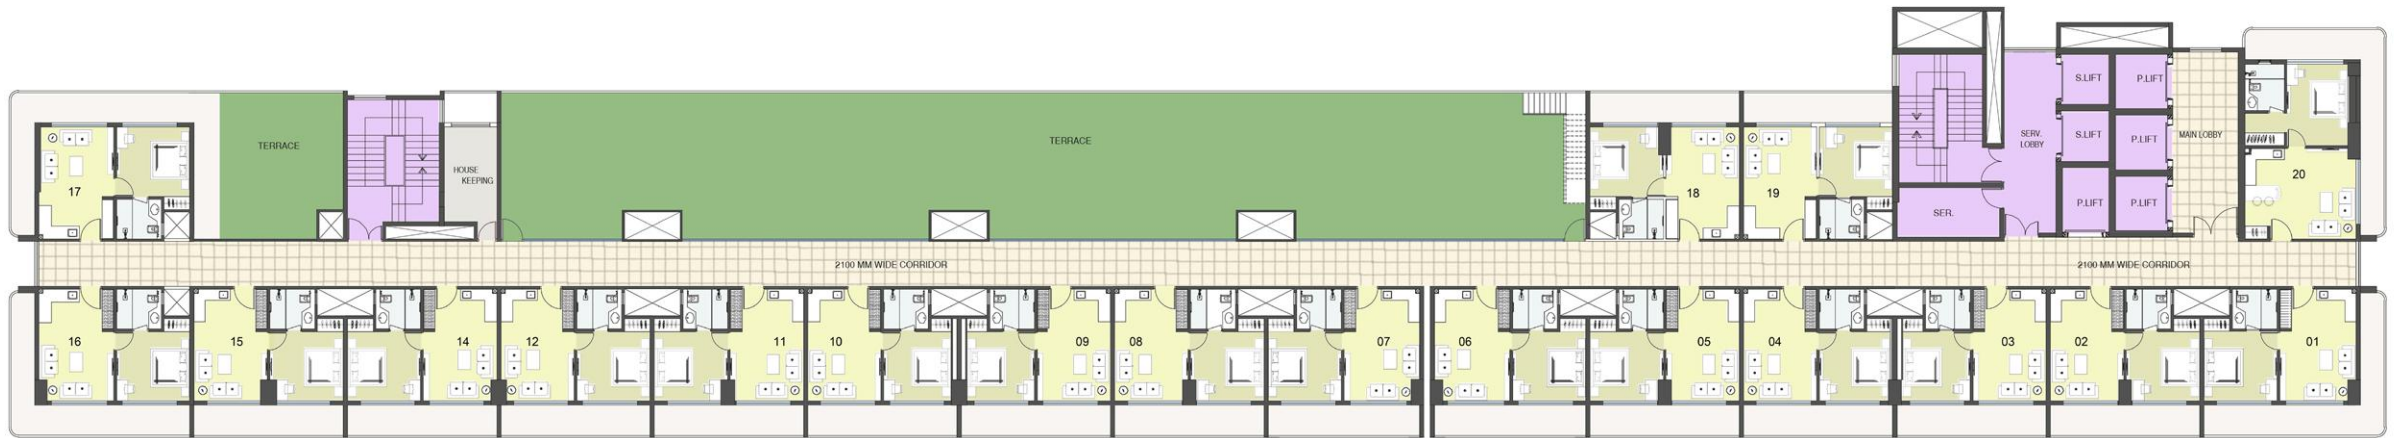 S.LIFT
P.LIFT
TERRACE
TERRACE
SERV.
LOBBY
S.LIFT
P.LIFT
MAIN LOBBY
HOUSE
KEEPING
17
18
19
20
P.LIFT
P.LIFT
SER.
2100 MM WIDE CORRIDOR
2100 MM WIDE CORRIDOR
16
15
14
12
11
10
09
08
07
06
05
04
03
02
01